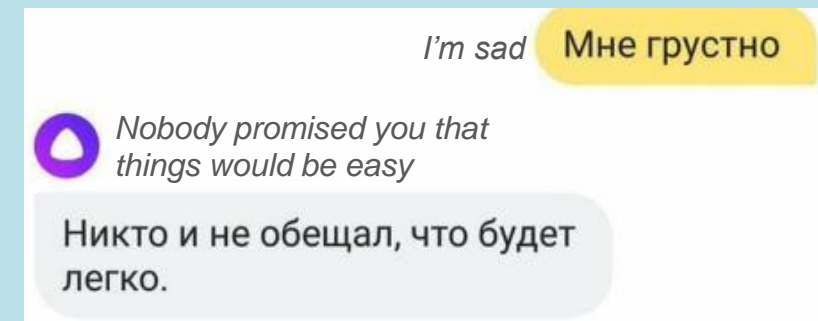 I’m sad Мне грустно
Nobody promised you that
things would be easy
Никто и не обещал, что будет
легко.